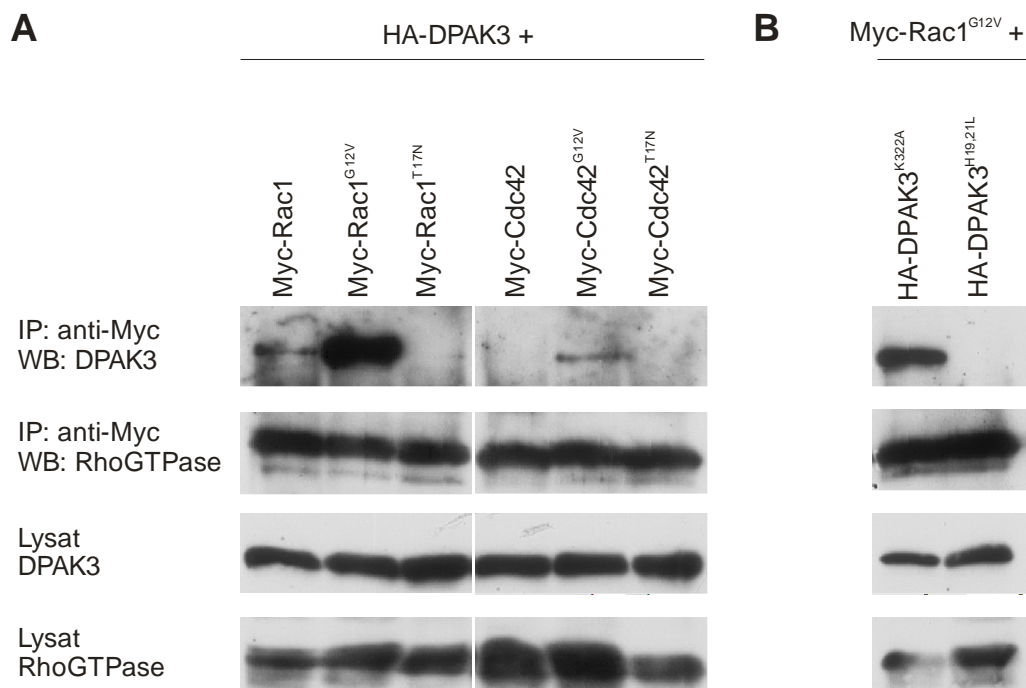 A
B
HA-DPAK3 +
Myc-Rac1G12V +
Myc-Rac1
Myc-Rac1G12V
Myc-Rac1T17N
Myc-Cdc42
Myc-Cdc42G12V
Myc-Cdc42T17N
HA-DPAK3K322A
HA-DPAK3H19,21L
IP: anti-Myc
WB: DPAK3
IP: anti-Myc
WB: RhoGTPase
Lysat
DPAK3
Lysat
RhoGTPase